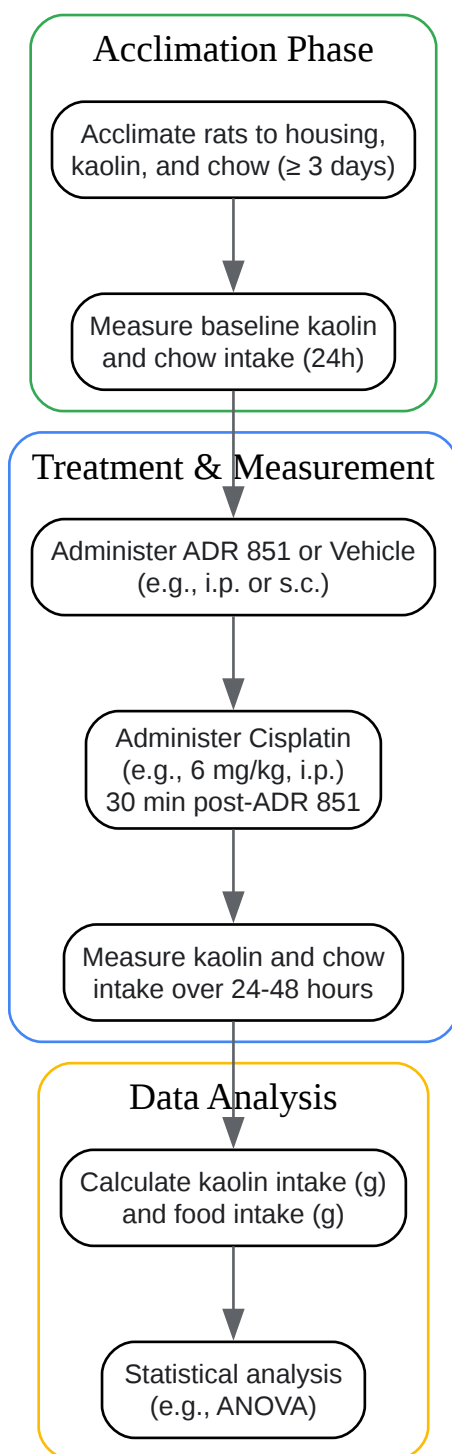 Acclimation Phase
Acclimate rats to housing,
kaolin, and chow (≥ 3 days)
Measure baseline kaolin
and chow intake (24h)
Treatment & Measurement
Administer ADR 851 or Vehicle
(e.g., i.p. or s.c.)
Administer Cisplatin
(e.g., 6 mg/kg, i.p.)
30 min post-ADR 851
Measure kaolin and chow
intake over 24-48 hours
Data Analysis
Calculate kaolin intake (g)
and food intake (g)
Statistical analysis
(e.g., ANOVA)